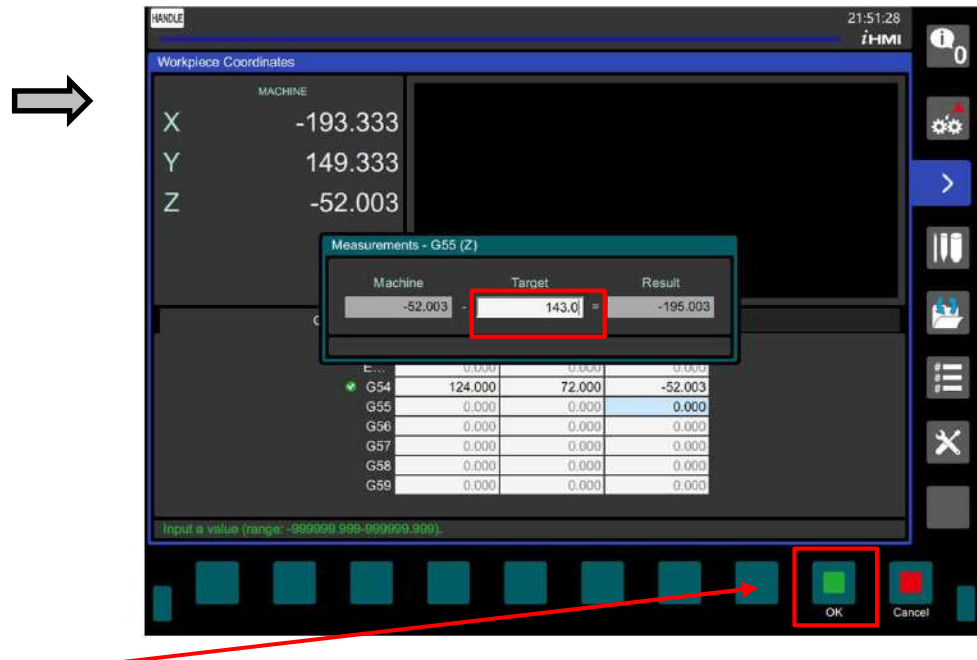 HANDLE
21:51:28
iHMI
0
Workpiece Coordinates
MACHINE
X -193.333
Y 149.333
Z -52.003
Measurements - G55 (Z)
Machine Target Result
-52.003 - 143.0 = -195.003
E... 0.000 0.000 0.000
G54 124.000 72.000 -52.003
G55 0.000 0.000 0.000
G56 0.000 0.000 0.000
G57 0.000 0.000 0.000
G58 0.000 0.000 0.000
G59 0.000 0.000 0.000
Input a value (range: -999999.999-999999.999).
OK Cancel